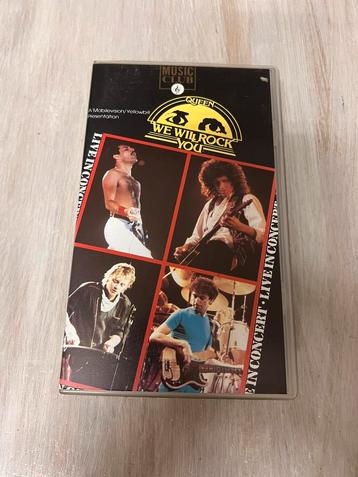 MUSIC
CLUB
A Mobilevision/Yellowbill
Presentation
QUEEN
WE WILL ROCK
YOU
LIVE IN CONCERT
LIVE IN CONCERT · LIVE IN CONCERT